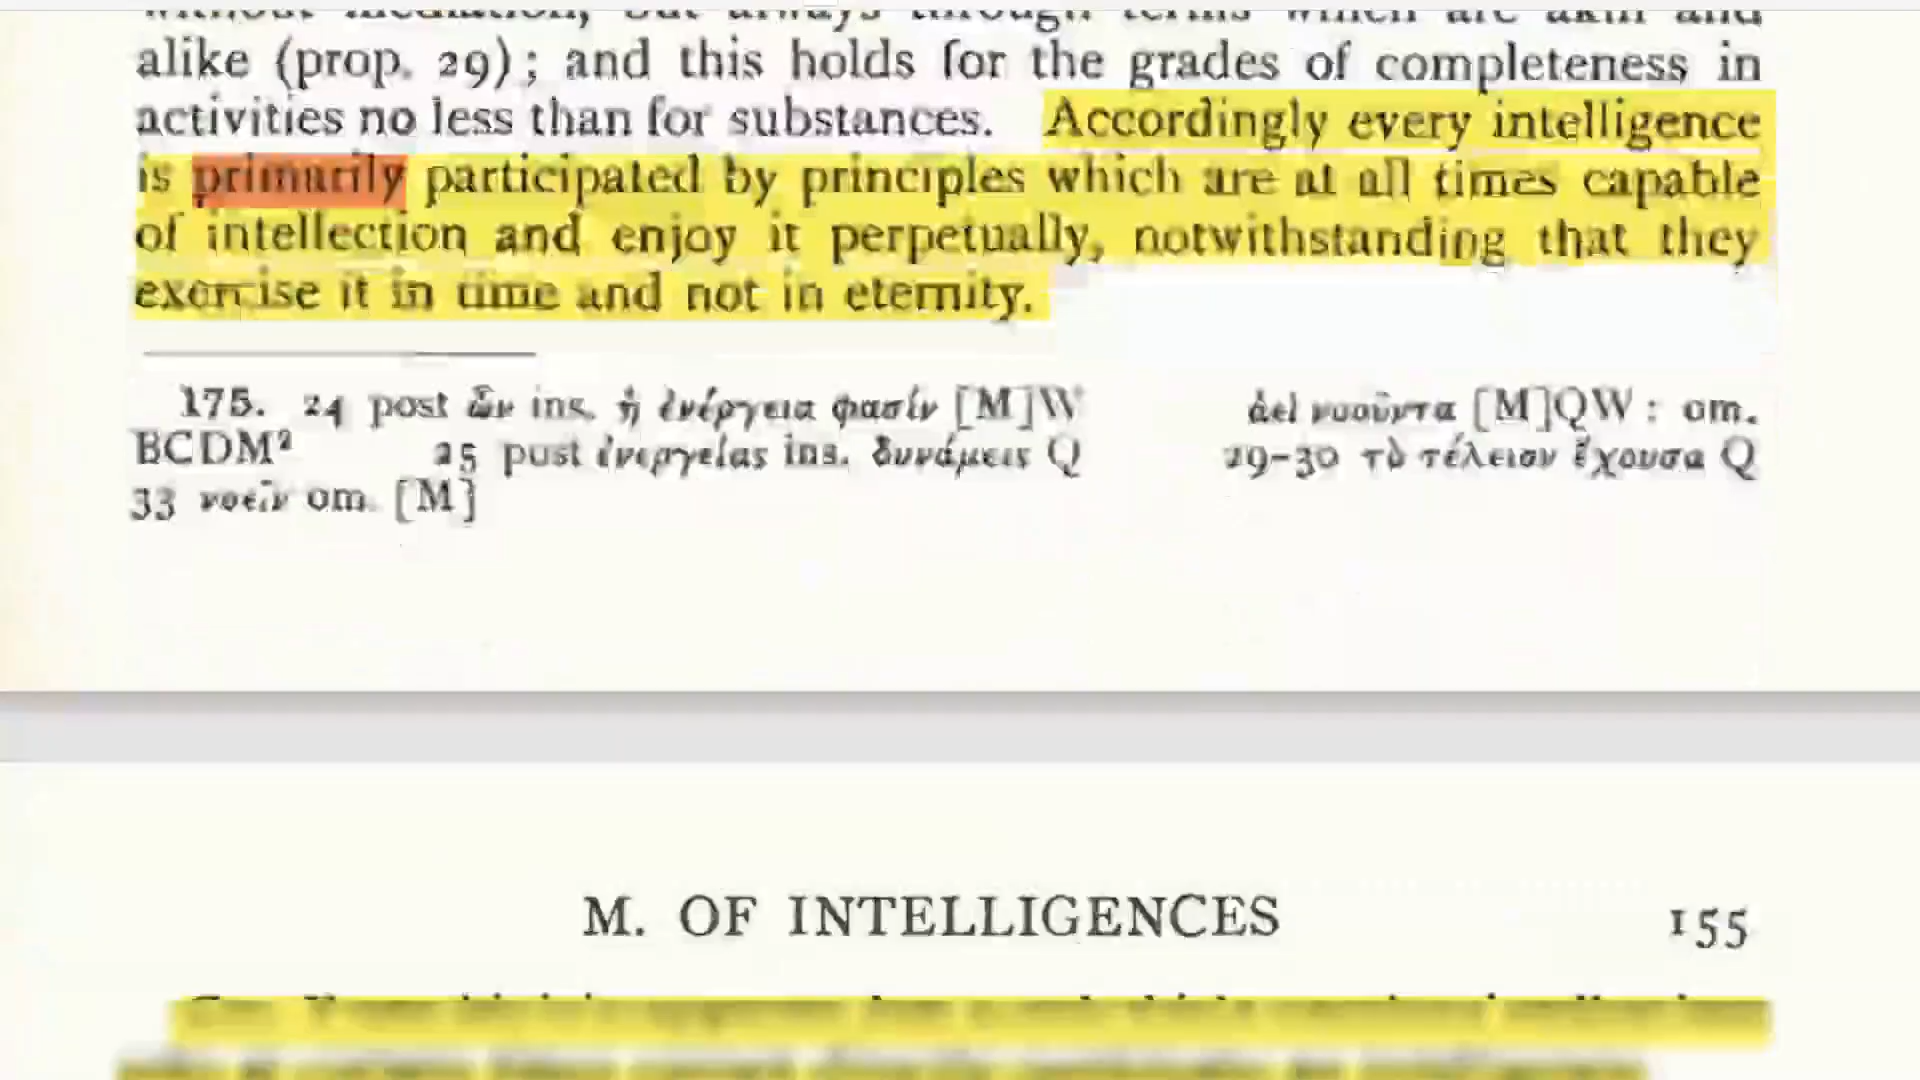 alike (prop. 29) ; and this holds for the grades of completeness in
activities no less than for substances. Accordingly every intelligence
is primarily participated by principles which are at all times capable
of intellection and enjoy it perpetually, notwithstanding that they
exercise it in time and not in eternity.
175. 24 post ὧν ins. ἡ ἐνέργεια φασίν [M]W ἀεὶ νοοῦντα [M]QW : om.
BCDM² 25 post ἐνεργείας ins. δυνάμεις Q 29-30 τὸ τέλειον ἔχουσα Q
33 νοεῖν om. [M]
M. OF INTELLIGENCES 155